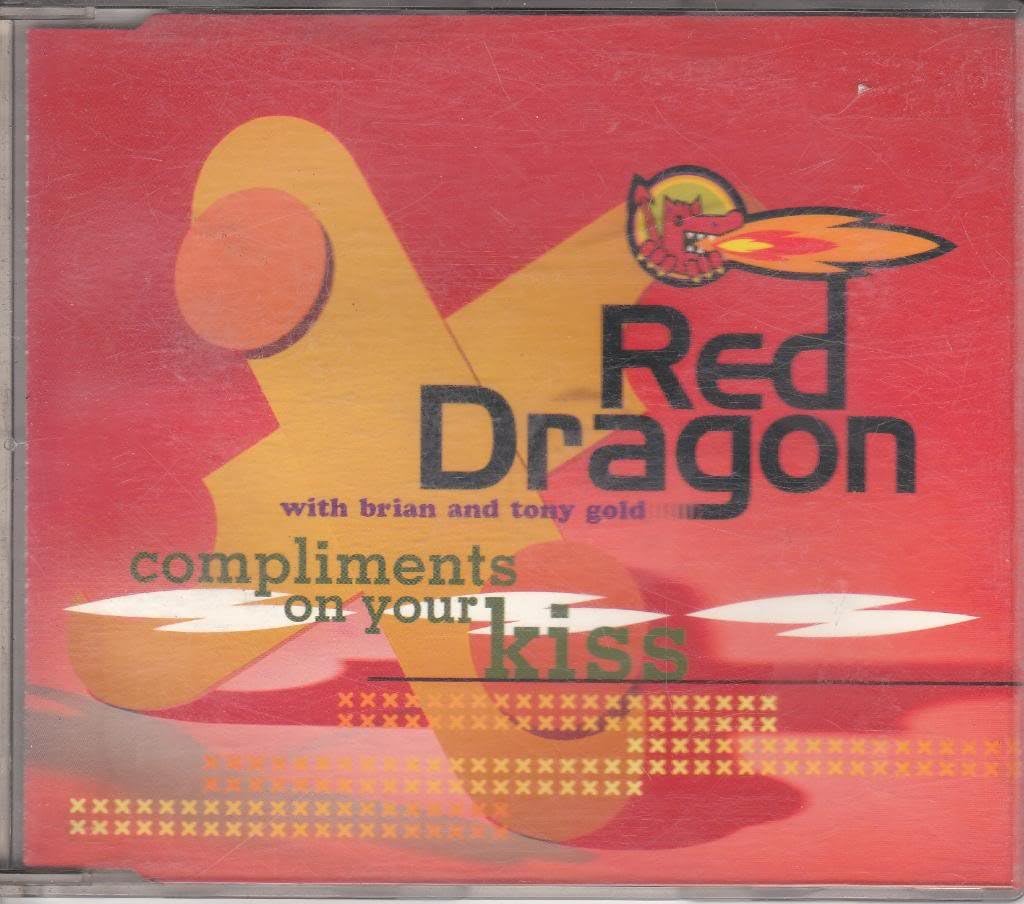 Red
Dragon
with brian and tony gold
compliments
on your
kiss